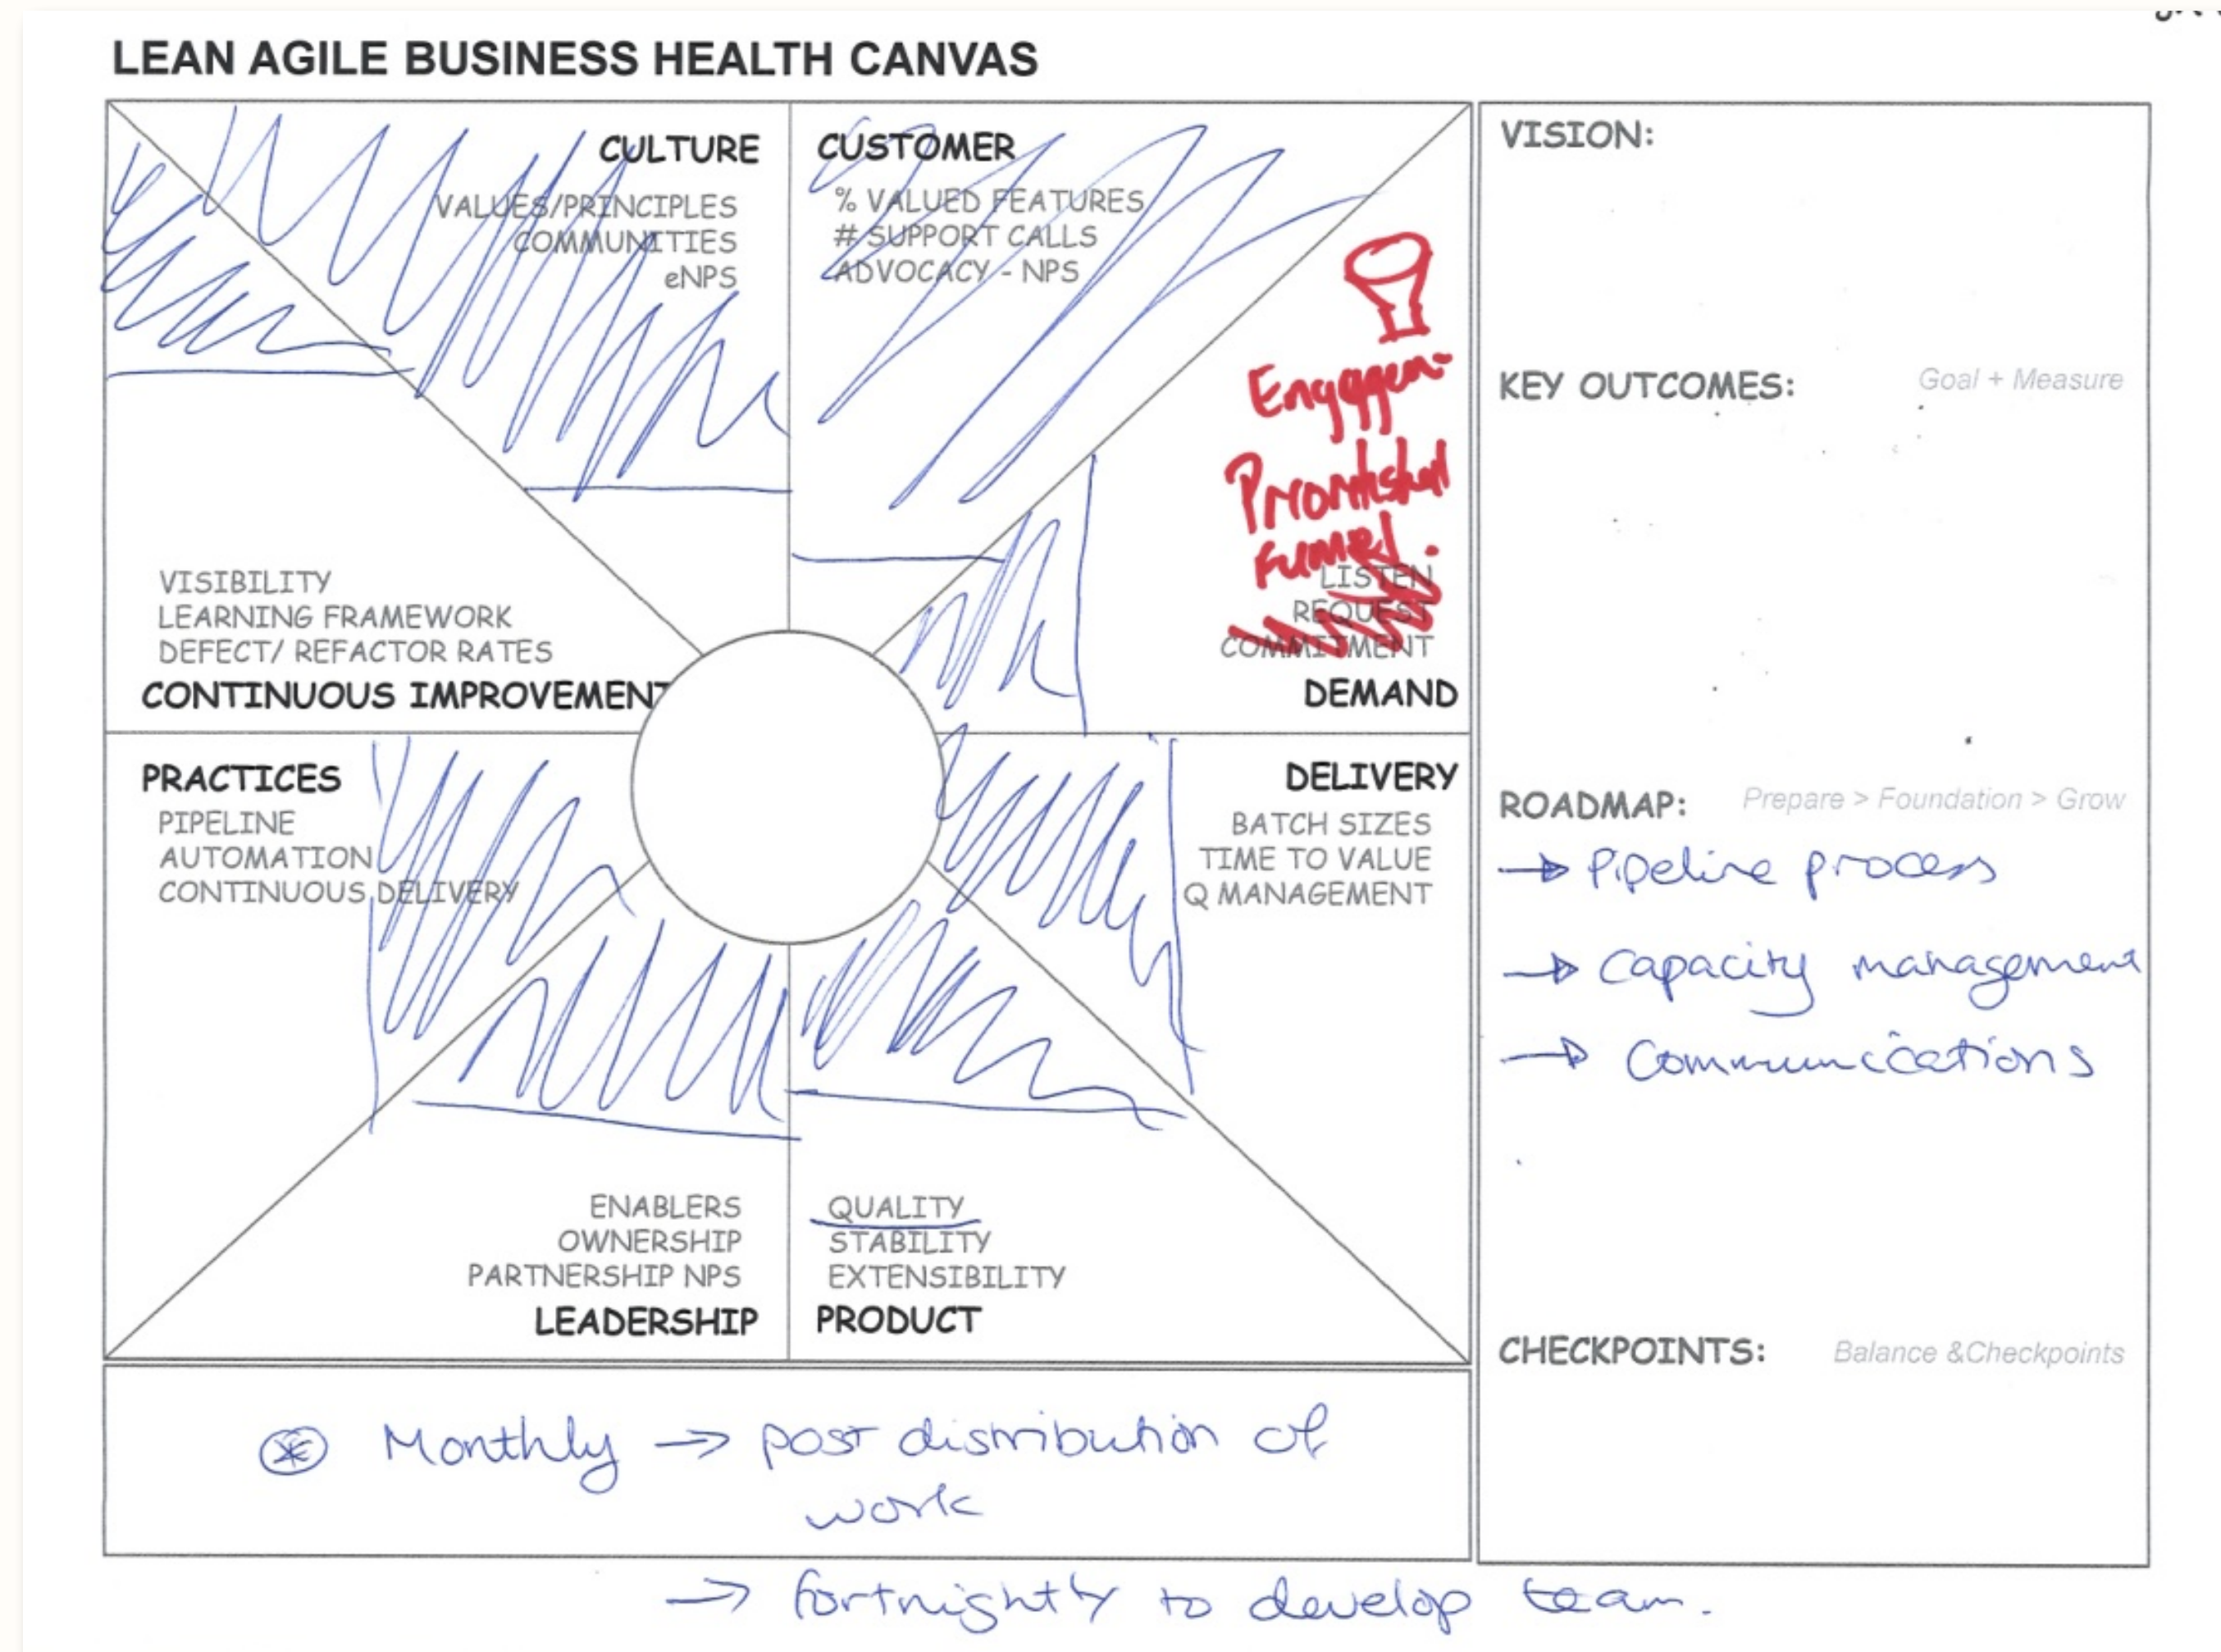 LEAN AGILE BUSINESS HEALTH CANVAS
CULTURE
VALUES/PRINCIPLES
COMMUNITIES
eNPS
CUSTOMER
% VALUED FEATURES
# SUPPORT CALLS
ADVOCACY - NPS
VISIBILITY
LEARNING FRAMEWORK
DEFECT/ REFACTOR RATES
CONTINUOUS IMPROVEMENT
Prioritised
funnel.
LISTEN
REQUEST
COMMITMENT
DEMAND
PRACTICES
PIPELINE
AUTOMATION
CONTINUOUS DELIVERY
DELIVERY
BATCH SIZES
TIME TO VALUE
Q MANAGEMENT
ENABLERS
OWNERSHIP
PARTNERSHIP NPS
LEADERSHIP
QUALITY
STABILITY
EXTENSIBILITY
PRODUCT
VISION:
KEY OUTCOMES: Goal + Measure
ROADMAP: Prepare > Foundation > Grow
→ Pipeline process
→ Capacity management
→ Communications
CHECKPOINTS: Balance &Checkpoints
Monthly → post distribution of
work
→ fortnightly to develop team.